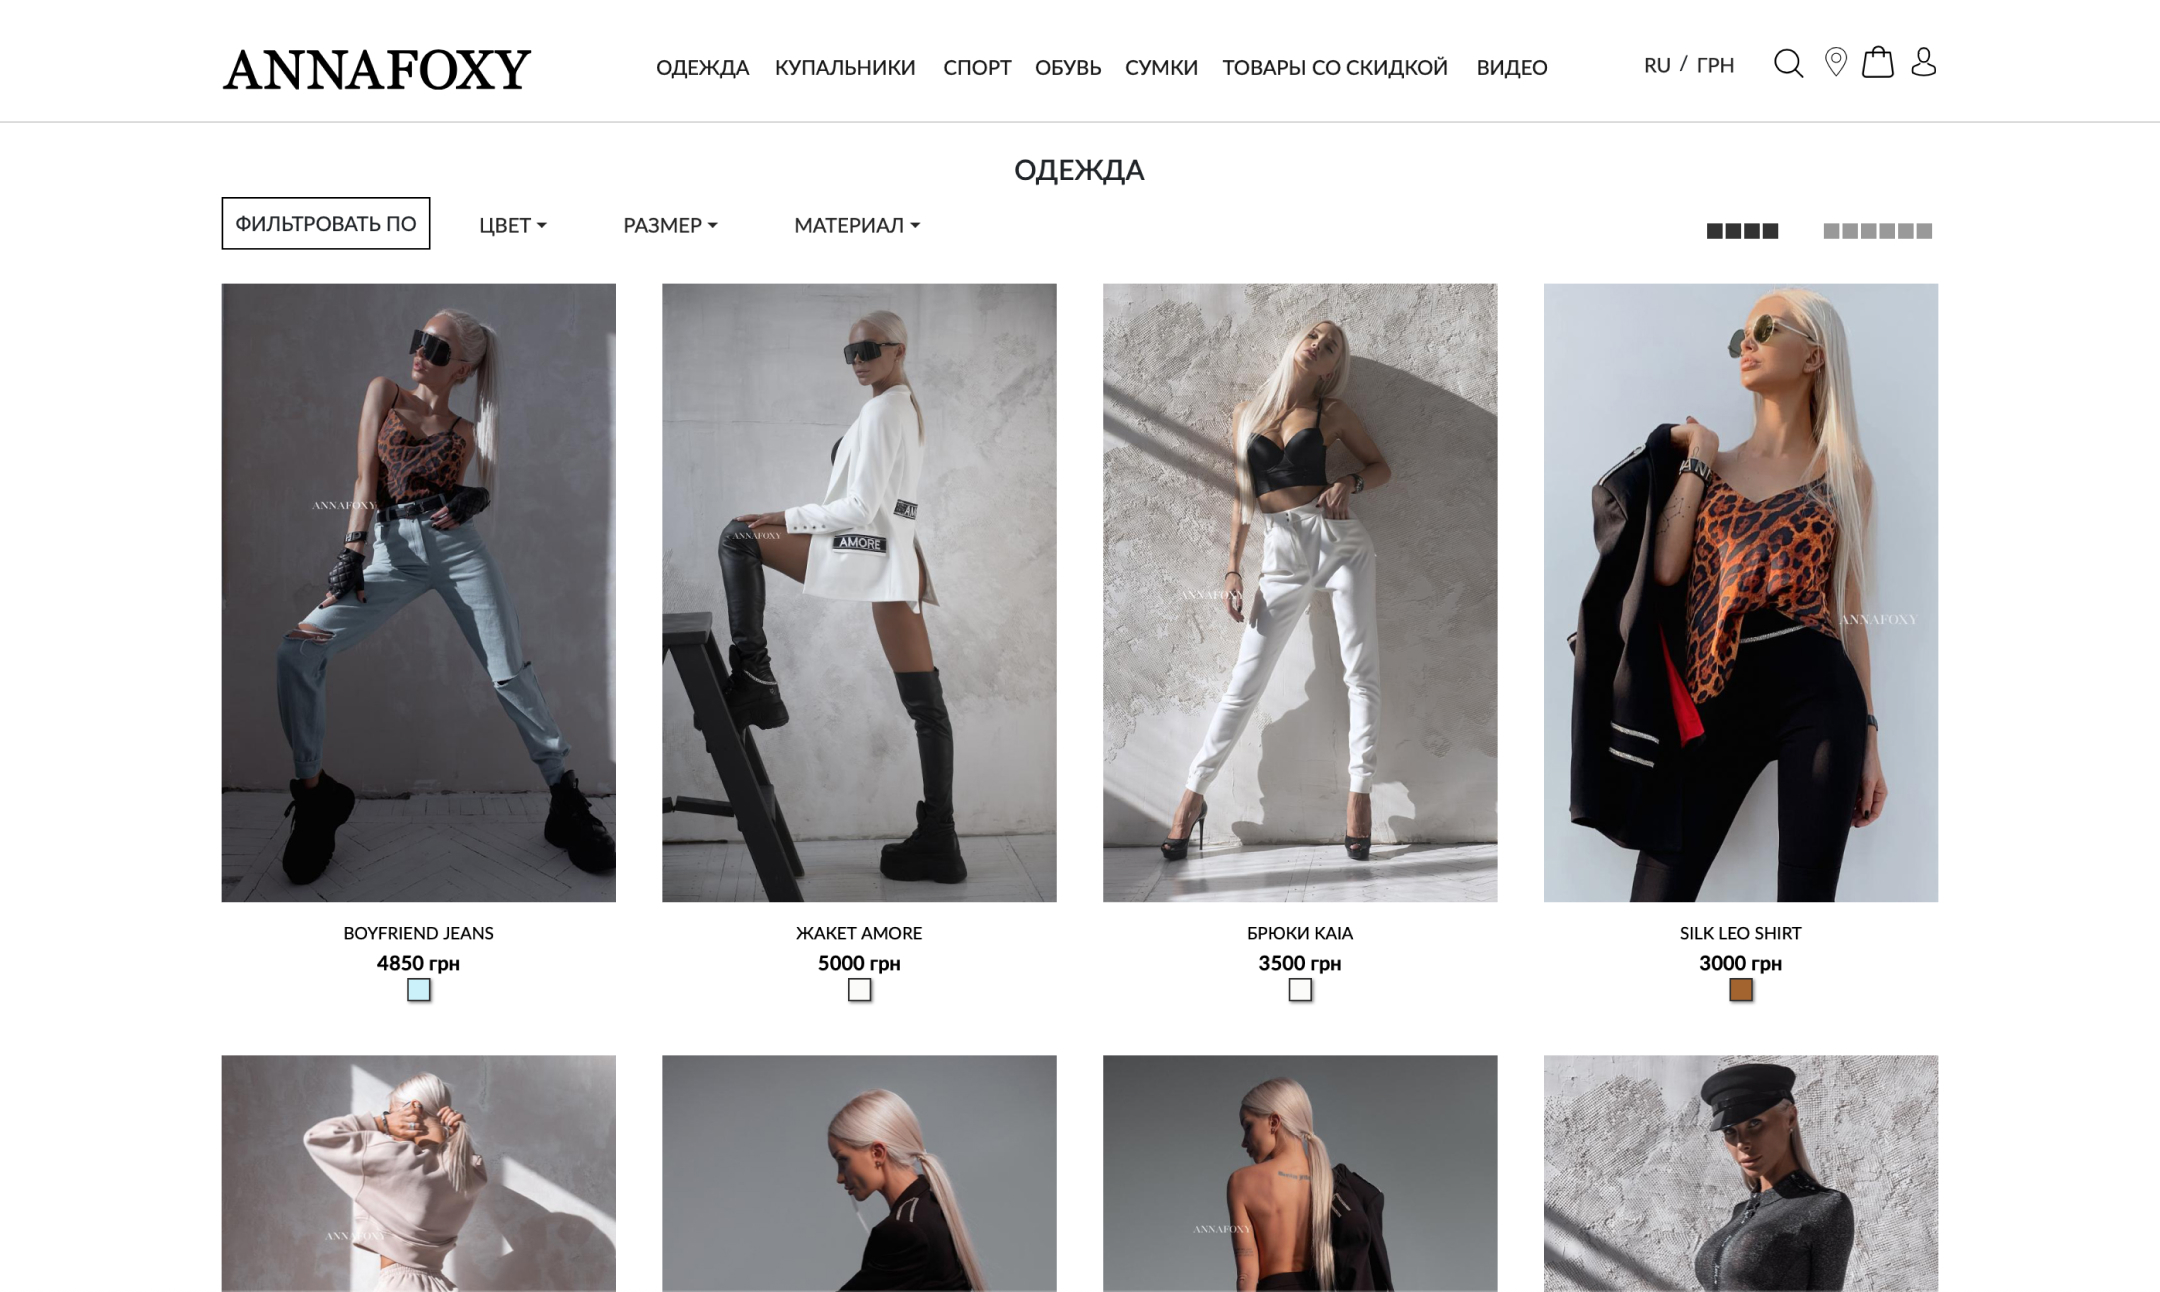 ANNAFOXY
ОДЕЖДА КУПАЛЬНИКИ СПОРТ ОБУВЬ СУМКИ ТОВАРЫ СО СКИДКОЙ ВИДЕО
RU / ГРН
ОДЕЖДА
ФИЛЬТРОВАТЬ ПО
ЦВЕТ
РАЗМЕР
МАТЕРИАЛ
ANNAFOXY
ANNAFOXY
AMORE
ANNAFOXY
ANNAFOXY
BOYFRIEND JEANS
4850 грн
ЖАКЕТ AMORE
5000 грн
БРЮКИ KAIA
3500 грн
SILK LEO SHIRT
3000 грн
ANNAFOXY
ANNAFOXY